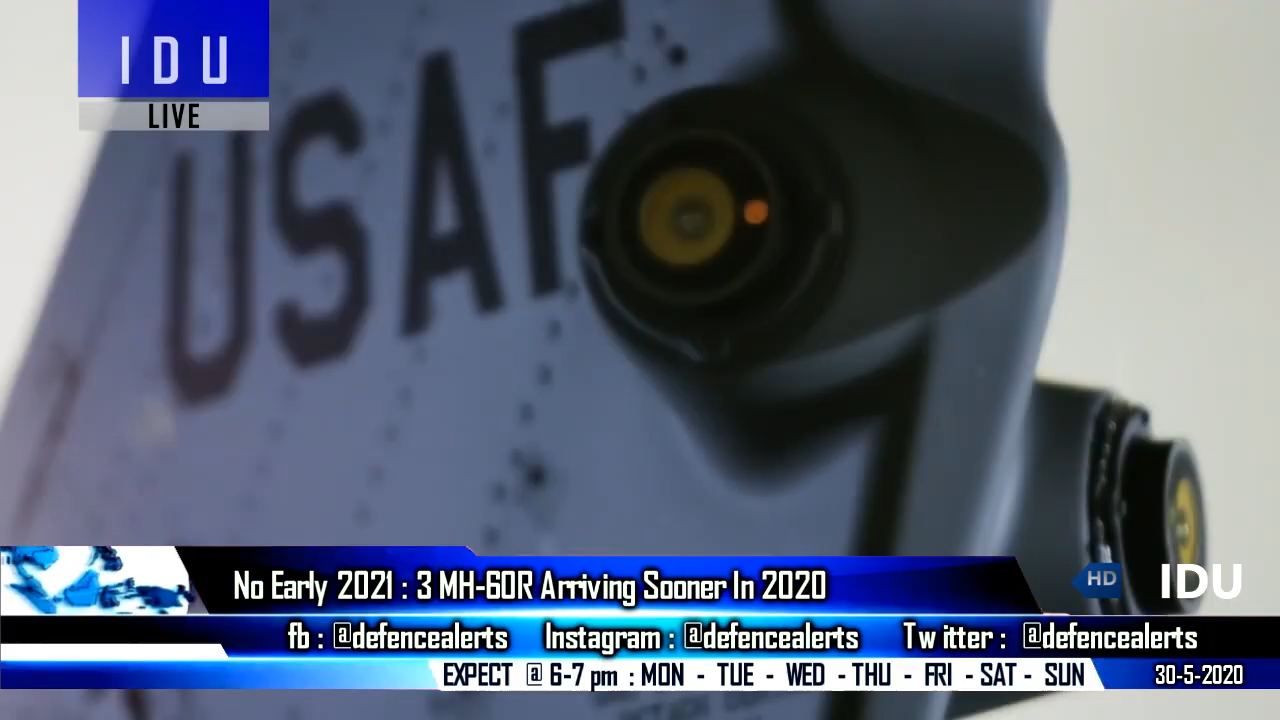 IDU
LIVE
USAF
No Early 2021 : 3 MH-60R Arriving Sooner In 2020
HD
IDU
fb : @defencealerts Instagram : @defencealerts Twitter : @defencealerts
EXPECT @ 6-7 pm : MON - TUE - WED - THU - FRI - SAT - SUN
30-5-2020